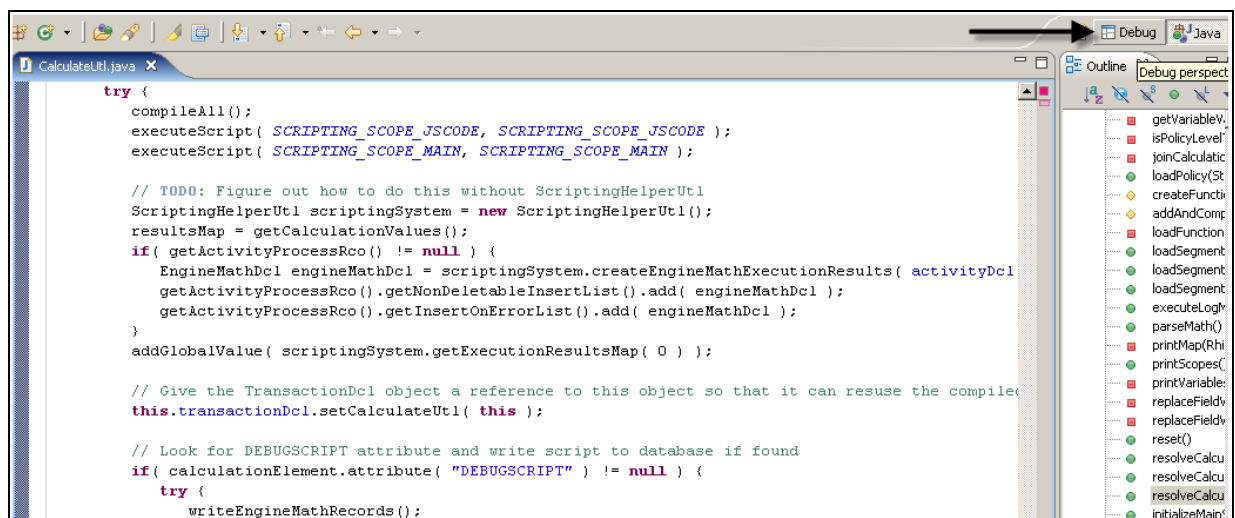 Debug Java
CalculateUtl.java
Outline
Debug perspect
try {
compileAll();
executeScript( SCRIPTING_SCOPE_JSCODE, SCRIPTING_SCOPE_JSCODE );
executeScript( SCRIPTING_SCOPE_MAIN, SCRIPTING_SCOPE_MAIN );
// TODO: Figure out how to do this without ScriptingHelperUtl
ScriptingHelperUtl scriptingSystem = new ScriptingHelperUtl();
resultsMap = getCalculationValues();
if( getActivityProcessRco() != null ) {
EngineMathDcl engineMathDcl = scriptingSystem.createEngineMathExecutionResults( activityDcl
getActivityProcessRco().getNonDeletableInsertList().add( engineMathDcl );
getActivityProcessRco().getInsertOnErrorList().add( engineMathDcl );
}
addGlobalValue( scriptingSystem.getExecutionResultsMap( 0 ) );
// Give the TransactionDcl object a reference to this object so that it can resuse the compiled
this.transactionDcl.setCalculateUtl( this );
// Look for DEBUGSCRIPT attribute and write script to database if found
if( calculationElement.attribute( "DEBUGSCRIPT" ) != null ) {
try {
writeEngineMathRecords();
getVariableV
isPolicyLevel
joinCalculatic
loadPolicy(St
createFuncti
addAndComp
loadFunction
loadSegment
loadSegment
loadSegment
executeLogM
parseMath()
printMap(Rhi
printScopes(
printVariable
replaceFieldV
replaceFieldV
reset()
resolveCalcu
resolveCalcu
resolveCalcu
initializeMainS